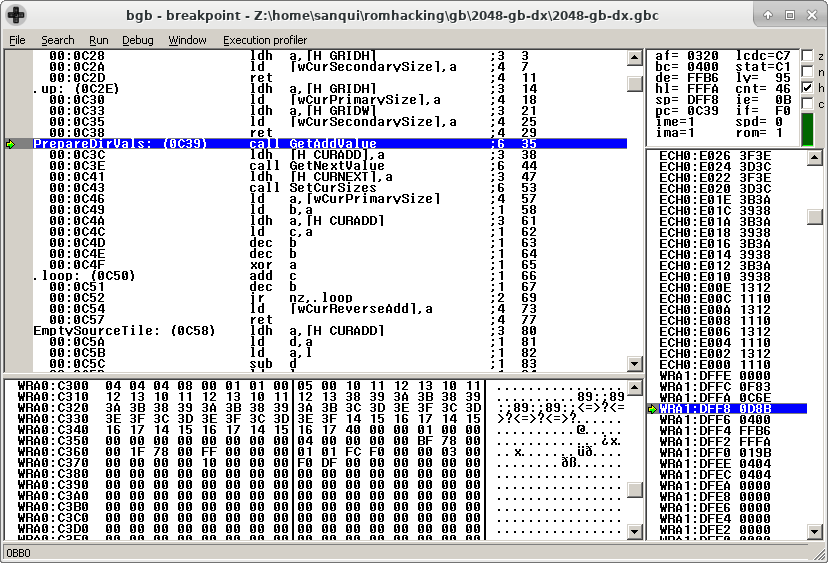 bgb - breakpoint - Z:\home\sanqui\romhacking\gb\2048-gb-dx\2048-gb-dx.gbc
File Search Run Debug Window Execution profiler
00:0C28 ldh a,[H_GRIDH] ;3 3
00:0C2A ld [wCurSecondarySize],a ;4 7
00:0C2D ret ;4 11
.up: (0C2E) ldh a,[H_GRIDH] ;3 14
00:0C30 ld [wCurPrimarySize],a ;4 18
00:0C33 ldh a,[H_GRIDW] ;3 21
00:0C35 ld [wCurSecondarySize],a ;4 25
00:0C38 ret ;4 29
PrepareDirVals: (0C39) call GetAddValue ;6 35
00:0C3C ldh [H_CURADD],a ;3 38
00:0C3E call GetNextValue ;6 44
00:0C41 ldh [H_CURNEXT],a ;3 47
00:0C43 call SetCurSizes ;6 53
00:0C46 ld a,[wCurPrimarySize] ;4 57
00:0C49 ld b,a ;1 58
00:0C4A ldh a,[H_CURADD] ;3 61
00:0C4C ld c,a ;1 62
00:0C4D dec b ;1 63
00:0C4E dec b ;1 64
00:0C4F xor a ;1 65
.loop: (0C50) add c ;1 66
00:0C51 dec b ;1 67
00:0C52 jr nz,.loop ;2 69
00:0C54 ld [wCurReverseAdd],a ;4 73
00:0C57 ret ;4 77
EmptySourceTile: (0C58) ldh a,[H_CURADD] ;3 80
00:0C5A ld d,a ;1 81
00:0C5B ld a,l ;1 82
00:0C5C sub d ;1 83
af= 0320 lcdc=C7
bc= 0400 stat=C1
de= FFB6 ly= 95
hl= FFFA cnt= 46
sp= DFF8 ie= 0B
pc= 0C39 if= F0
ime=1 spd= 0
ima=1 rom= 1
z
n
h
c
ECH0:E026 3F3E
ECH0:E024 3D3C
ECH0:E022 3F3E
ECH0:E020 3D3C
ECH0:E01E 3B3A
ECH0:E01C 3938
ECH0:E01A 3B3A
ECH0:E018 3938
ECH0:E016 3B3A
ECH0:E014 3938
ECH0:E012 3B3A
ECH0:E010 3938
ECH0:E00E 1312
ECH0:E00C 1110
ECH0:E00A 1312
ECH0:E008 1110
ECH0:E006 1312
ECH0:E004 1110
ECH0:E002 1312
ECH0:E000 1110
WRA1:DFFE 0000
WRA1:DFFC 0F83
WRA1:DFFA 0C6E
WRA1:DFF8 0D8B
WRA1:DFF6 0400
WRA1:DFF4 FFB6
WRA1:DFF2 FFFA
WRA1:DFF0 019B
WRA1:DFEE 0404
WRA1:DFEC 0404
WRA1:DFEA 0000
WRA1:DFE8 0000
WRA1:DFE6 0000
WRA1:DFE4 0000
WRA1:DFE2 0000
WRA0:C300 04 04 04 08 00 01 01 00 05 00 10 11 12 13 10 11 ................
WRA0:C310 12 13 10 11 12 13 10 11 12 13 38 39 3A 3B 38 39 ..........89:;89
WRA0:C320 3A 3B 38 39 3A 3B 38 39 3A 3B 3C 3D 3E 3F 3C 3D :;89:;89:;<=>?<=
WRA0:C330 3E 3F 3C 3D 3E 3F 3C 3D 3E 3F 14 15 16 17 14 15 >?<=>?<=>?......
WRA0:C340 16 17 14 15 16 17 14 15 16 17 40 00 00 01 00 01 ..........@.....
WRA0:C350 00 00 00 00 00 00 00 00 04 00 00 00 00 BF 78 00 .............¿x.
WRA0:C360 00 1F 78 00 FF 00 00 00 01 01 FC F0 00 00 03 00 ..x.......üð....
WRA0:C370 00 00 00 00 10 00 00 00 F0 DF 00 00 00 00 00 00 ........ðß......
WRA0:C380 00 00 00 00 00 00 00 00 00 00 00 00 00 00 00 00 ................
WRA0:C390 00 00 00 00 00 00 00 00 00 00 00 00 00 00 00 00 ................
WRA0:C3A0 00 00 00 00 00 00 00 00 00 00 00 00 00 00 00 00 ................
WRA0:C3B0 00 00 00 00 00 00 00 00 00 00 00 00 00 00 00 00 ................
WRA0:C3C0 00 00 00 00 00 00 00 00 00 00 00 00 00 00 00 00 ................
WRA0:C3D0 00 00 00 00 00 00 00 00 00 00 00 00 00 00 00 00 ................
0BB0